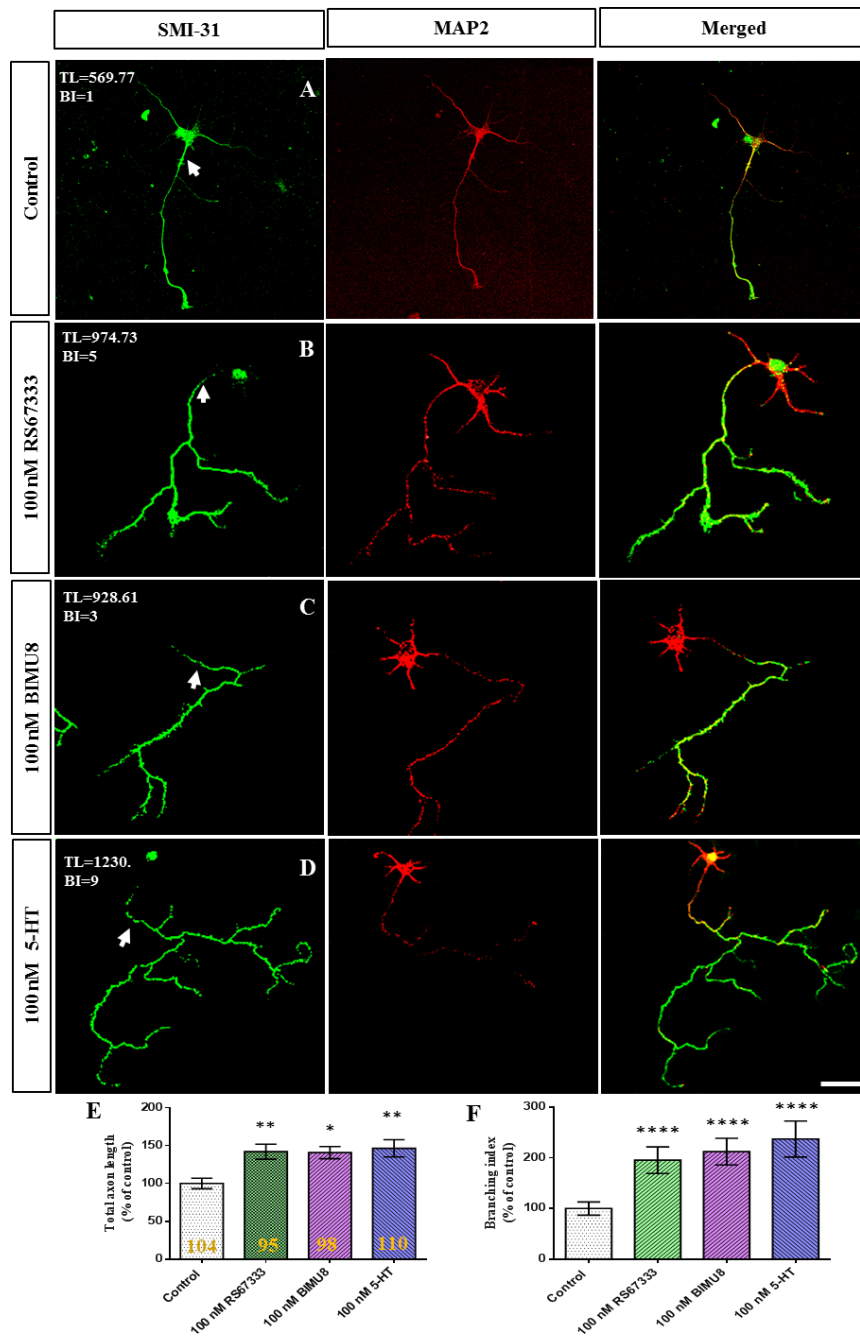 SMI-31
MAP2
Merged
Control
TL=569.77
BI=1
A
100 nM RS67333
TL=974.73
BI=5
B
100 nM BIMU8
TL=928.61
BI=3
C
100 nM 5-HT
TL=1230.
BI=9
D
E
Total axon length
(% of control)
200
150
100
50
0
**
*
**
104
95
98
110
Control
100 nM RS67333
100 nM BIMU8
100 nM 5-HT
F
Branching index
(% of control)
300
200
100
0
****
****
****
Control
100 nM RS67333
100 nM BIMU8
100 nM 5-HT